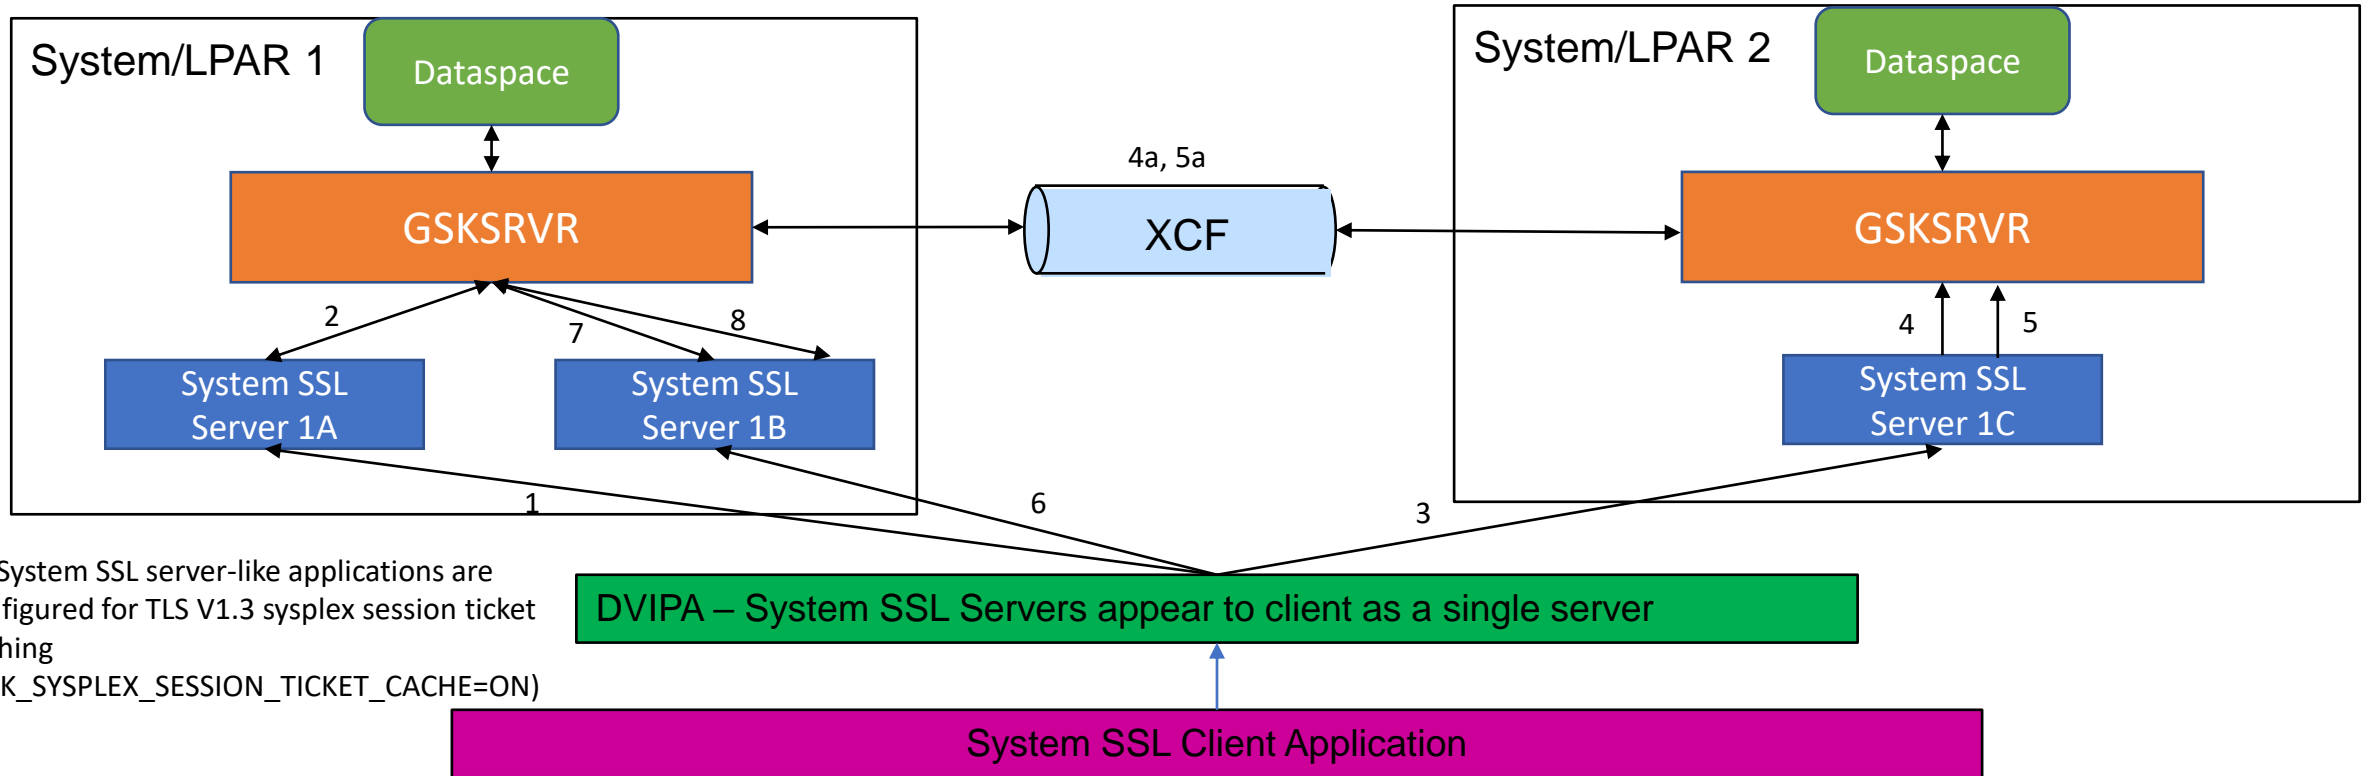 System/LPAR 1
Dataspace
System/LPAR 2
Dataspace
4a, 5a
GSKSRVR
XCF
GSKSRVR
2
7
8
4
5
System SSL
Server 1A
System SSL
Server 1B
System SSL
Server 1C
1
6
3
System SSL server-like applications are
figured for TLS V1.3 sysplex session ticket
hing
K_SYSPLEX_SESSION_TICKET_CACHE=ON)
DVIPA – System SSL Servers appear to client as a single server
System SSL Client Application